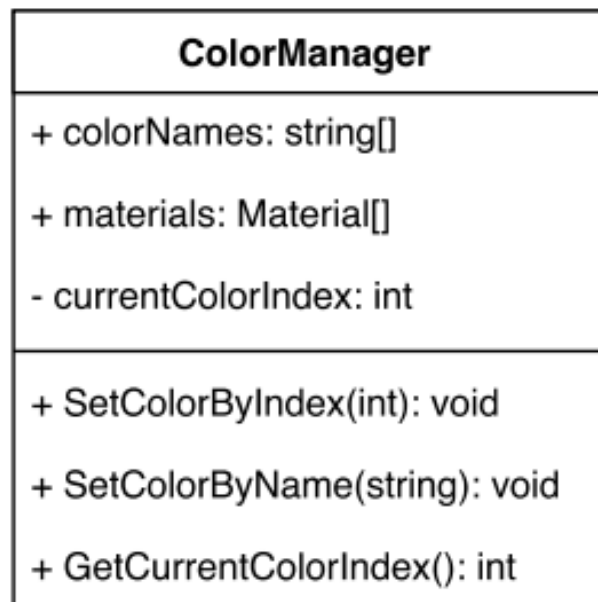 ColorManager
+ colorNames: string[]
+ materials: Material[]
- currentColorIndex: int
+ SetColorByIndex(int): void
+ SetColorByName(string): void
+ GetCurrentColorIndex(): int